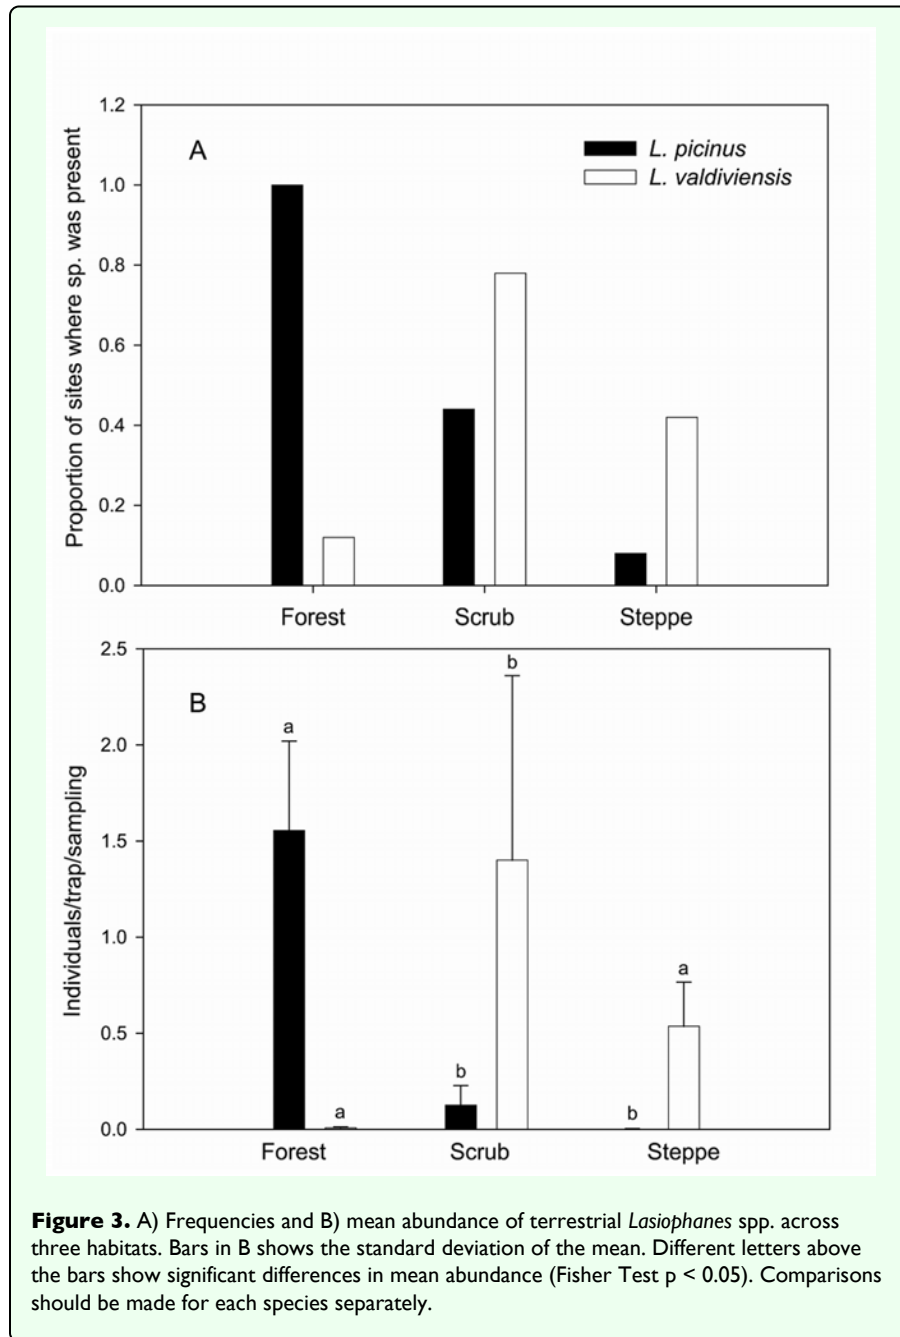 1.2
A
L. picinus
L. valdiviensis
1.0
0.8
0.6
0.4
0.2
0.0
Proportion of sites where sp. was present
Forest Scrub Steppe
2.5
B
b
a
2.0
1.5
1.0
a
0.5
b
a
b
0.0
Individuals/trap/sampling
Forest Scrub Steppe
Figure 3. A) Frequencies and B) mean abundance of terrestrial Lasiophanes spp. across
three habitats. Bars in B shows the standard deviation of the mean. Different letters above
the bars show significant differences in mean abundance (Fisher Test p < 0.05). Comparisons
should be made for each species separately.